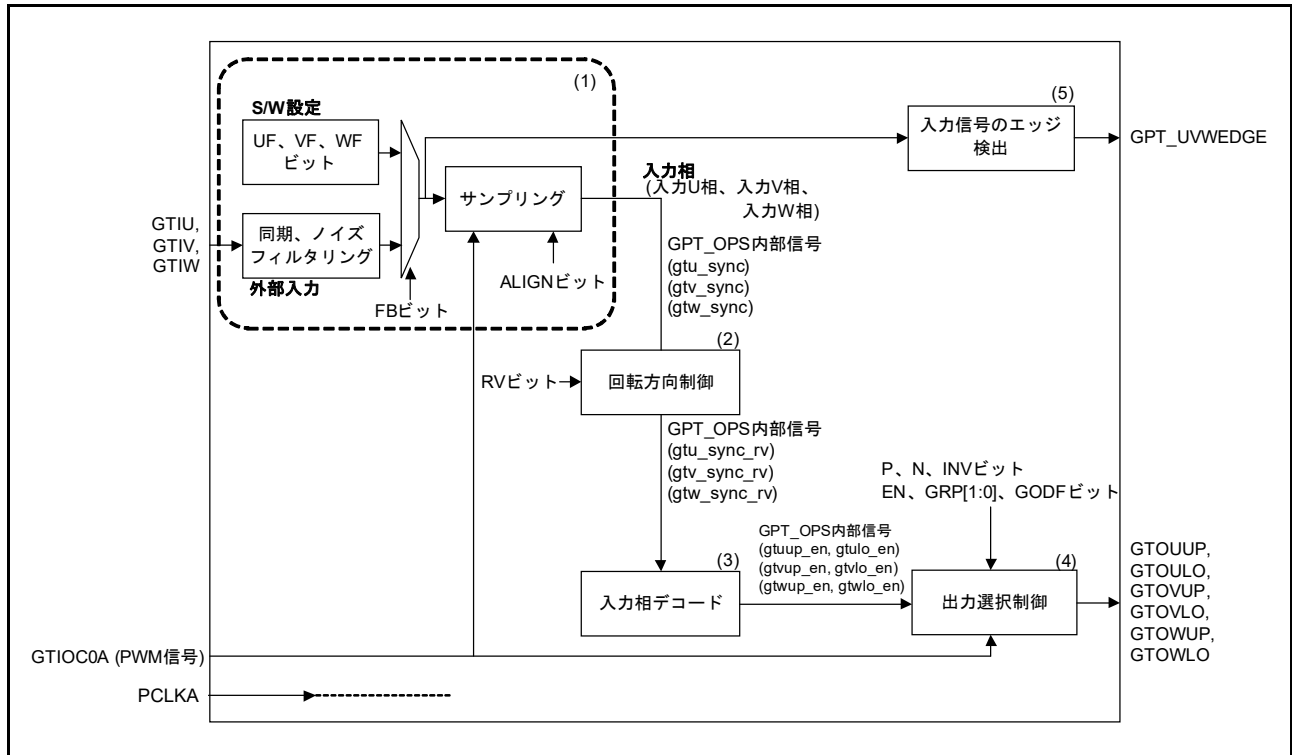 (1)
S/W設定
UF、VF、WF
ビット
GTIU,
GTIV,
GTIW
同期、ノイズ
フィルタリング
外部入力
FBビット
サンプリング
ALIGNビット
入力相
(入力U相、入力V相、
入力W相)
(5)
入力信号のエッジ
検出
GPT_UVWEDGE
GPT_OPS内部信号
(gtu_sync)
(gtv_sync)
(gtw_sync)
(2)
RVビット
回転方向制御
GPT_OPS内部信号
(gtu_sync_rv)
(gtv_sync_rv)
(gtw_sync_rv)
P、N、INVビット
EN、GRP[1:0]、GODFビット
(3)
入力相デコード
GPT_OPS内部信号
(gtuup_en, gtulo_en)
(gtvup_en, gtvlo_en)
(gtwup_en, gtwlo_en)
(4)
出力選択制御
GTOUUP,
GTOULO,
GTOVUP,
GTOVLO,
GTOWUP,
GTOWLO
GTIOC0A (PWM信号)
PCLKA